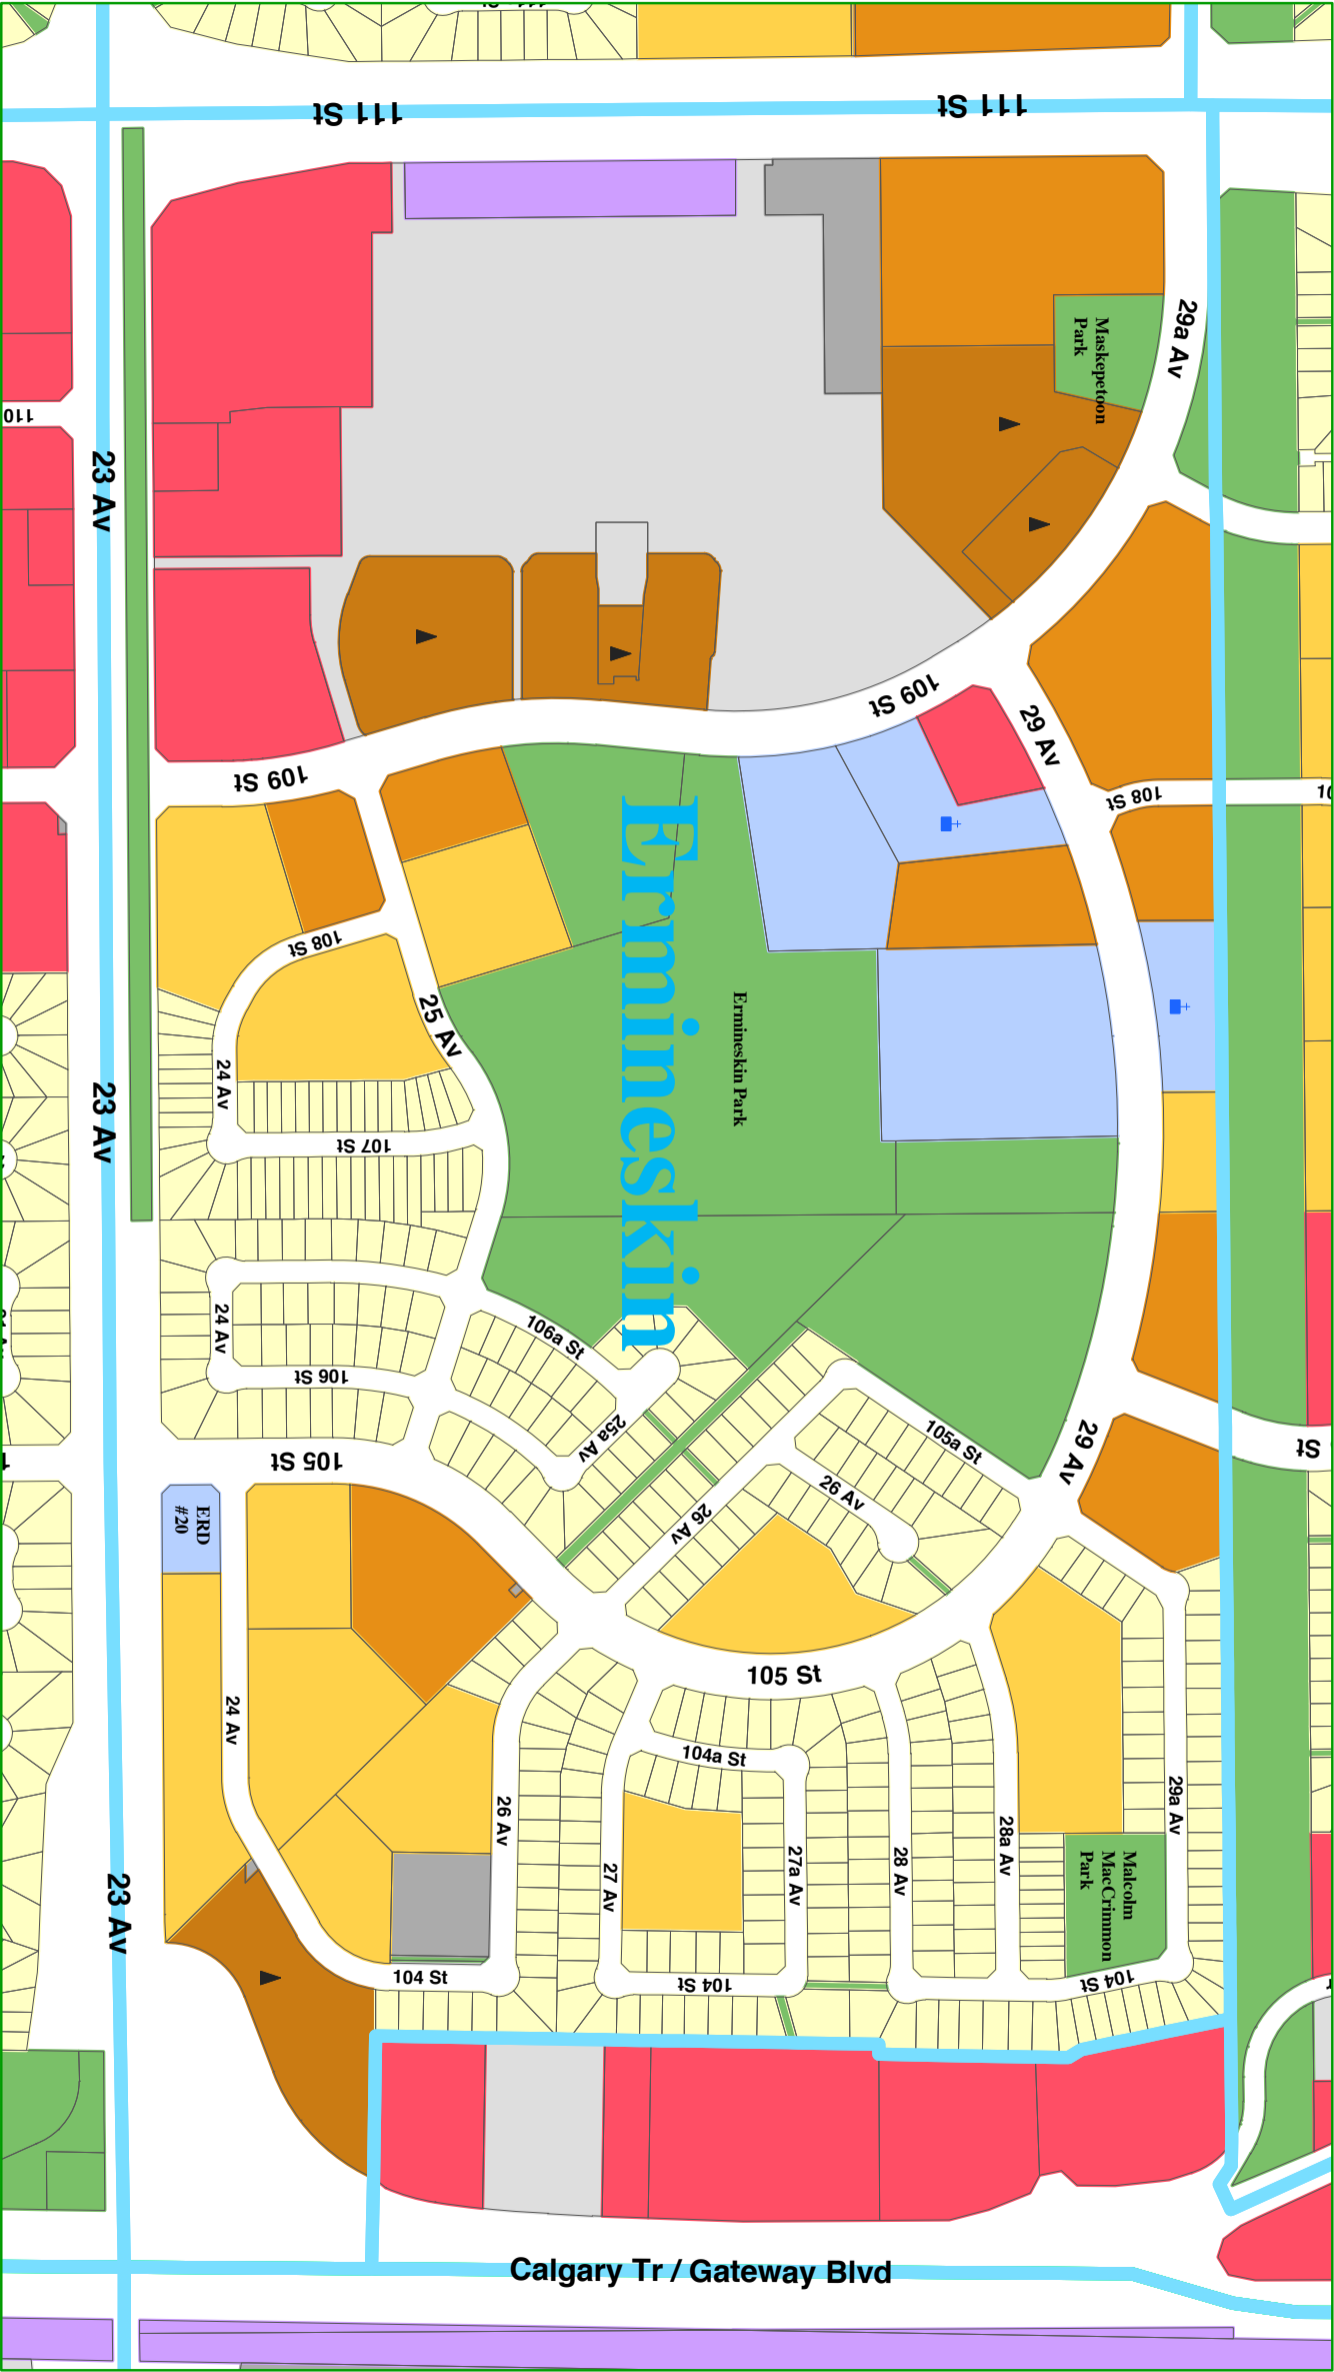 111 St
111 St
29a Av
Maskepetoon
Park
110
23 Av
109 St
29 Av
109 St
108 St
10
Ermineskin
108 St
25 Av
Ermineskin Park
24 Av
23 Av
107 St
24 Av
106a St
106 St
25a Av
105a St
29 Av
St
105 St
26 Av
26 Av
ERD
#20
105 St
24 Av
104a St
26 Av
27 Av
27a Av
28 Av
28a Av
29a Av
Malcolm
MacCrimmon
Park
23 Av
104 St
104 St
104 St
Calgary Tr / Gateway Blvd